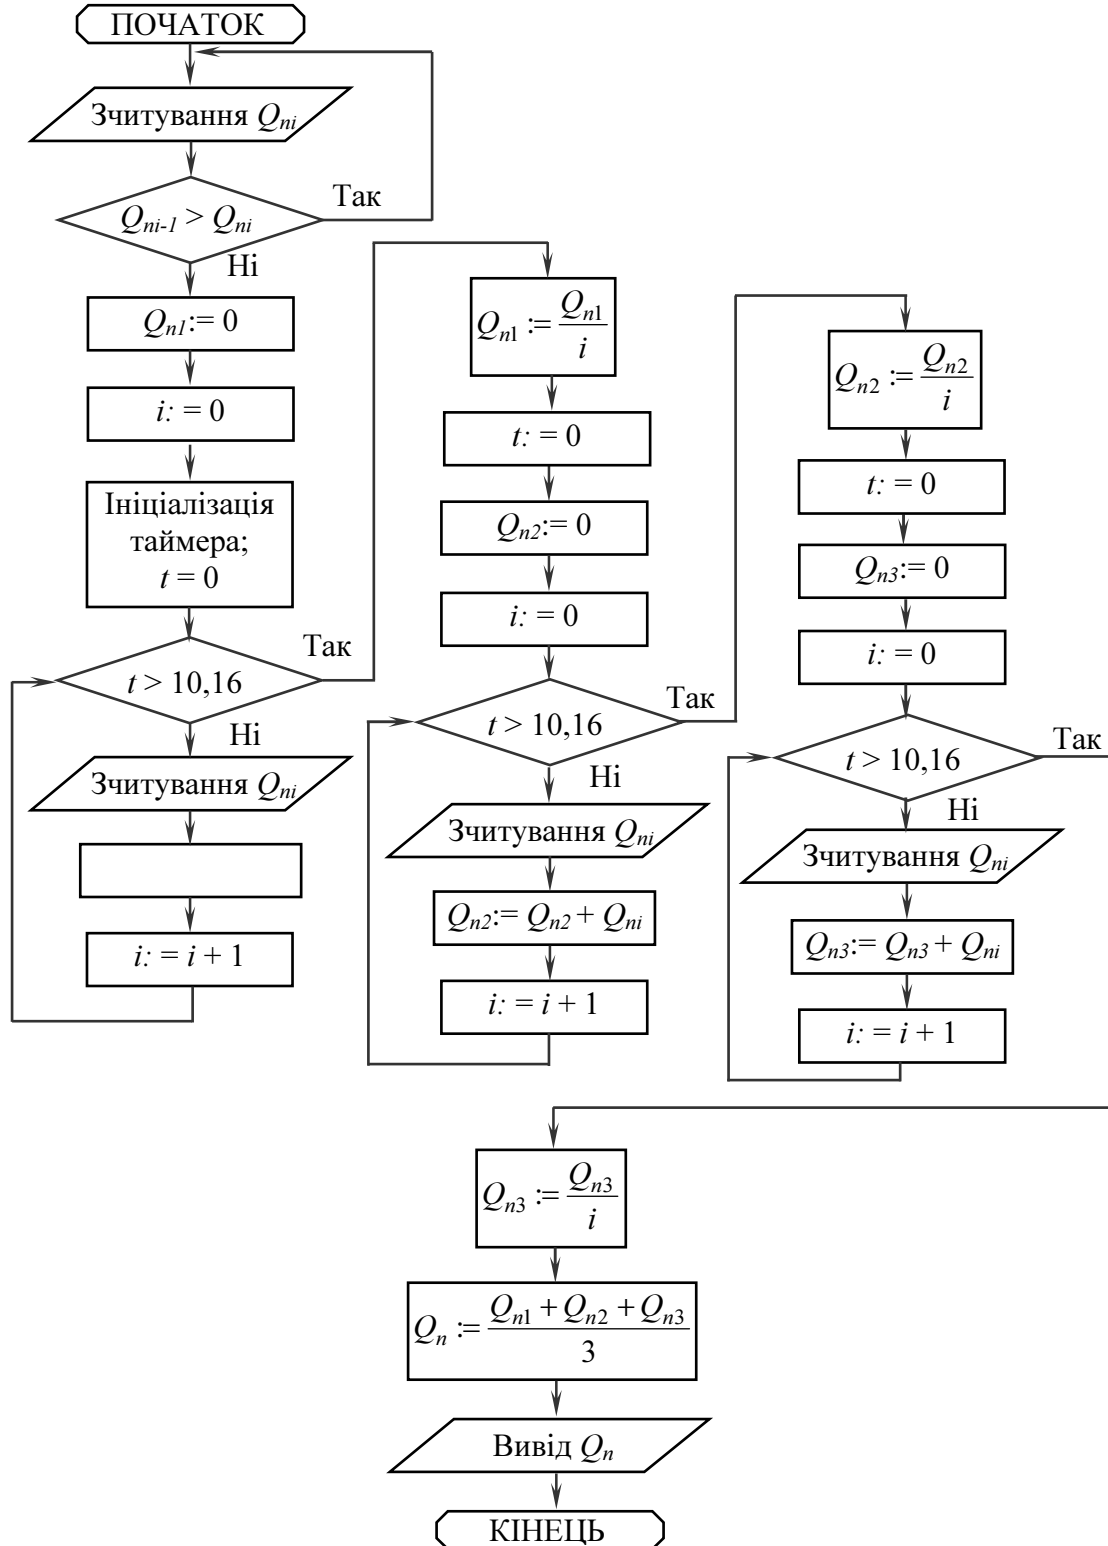 ПОЧАТОК
Зчитування Qni
Qni-1 > Qni
Так
Ні
Qn1:= 0
i: = 0
Ініціалізація
таймера;
t = 0
t > 10,16
Так
Ні
Зчитування Qni
i: = i + 1
Qn1 := Qn1 / i
t: = 0
Qn2:= 0
i: = 0
t > 10,16
Так
Ні
Зчитування Qni
Qn2:= Qn2 + Qni
i: = i + 1
Qn2 := Qn2 / i
t: = 0
Qn3:= 0
i: = 0
t > 10,16
Так
Ні
Зчитування Qni
Qn3:= Qn3 + Qni
i: = i + 1
Qn3 := Qn3 / i
Qn := Qn1 + Qn2 + Qn3 / 3
Вивід Qn
КІНЕЦЬ